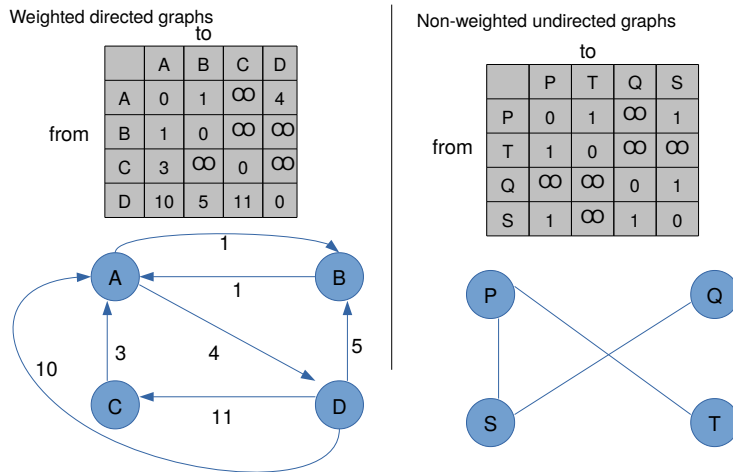 Weighted directed graphs
to
A B C D
A 0 1 ∞ 4
from
B 1 0 ∞ ∞
C 3 ∞ 0 ∞
D 10 5 11 0
1
A
B
1
10
3
4
5
C
D
11
Non-weighted undirected graphs
to
P T Q S
P 0 1 ∞ 1
from
T 1 0 ∞ ∞
Q ∞ ∞ 0 1
S 1 ∞ 1 0
P
Q
S
T